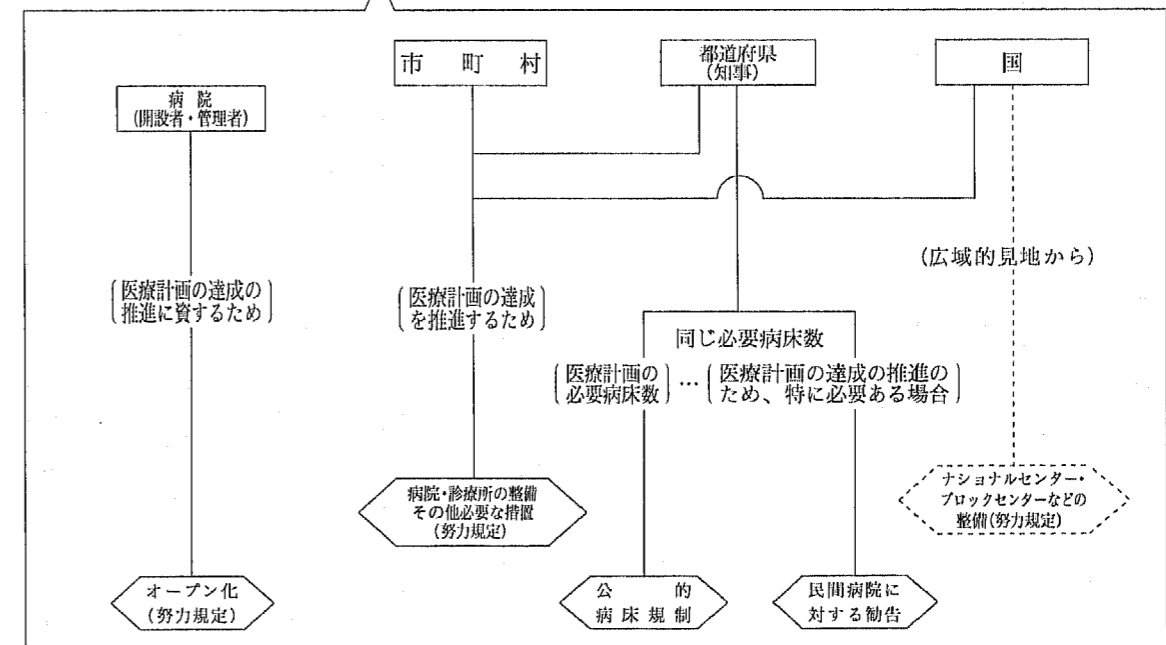 市町村
都道府県
(知事)
国
病院
(開設者・管理者)
(広域的見地から)
医療計画の達成の
推進に資するため
医療計画の達成
を推進するため
同じ必要病床数
医療計画の
必要病床数
…
医療計画の達成の推進の
ため、特に必要ある場合
ナショナルセンター・
ブロックセンターなどの
整備(努力規定)
病院・診療所の整備
その他必要な措置
(努力規定)
オープン化
(努力規定)
公的
病床規制
民間病院に
対する勧告